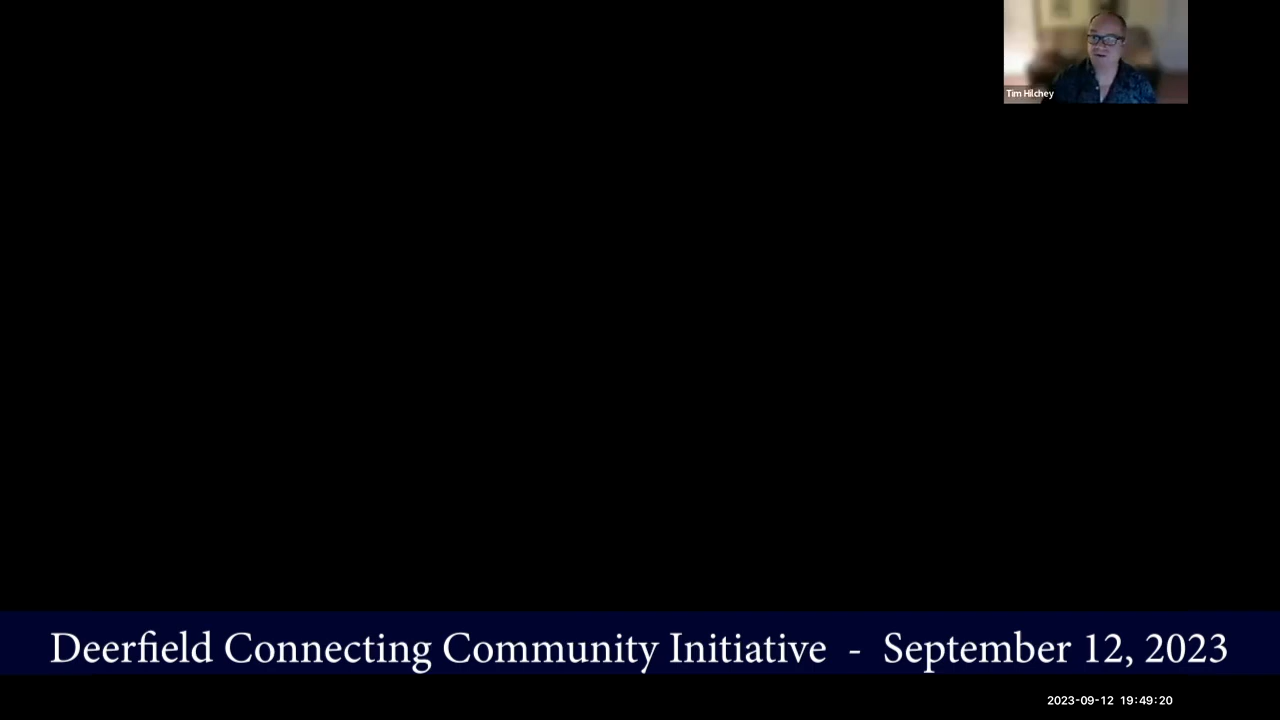 Tim Hilchey
Deerfield Connecting Community Initiative - September 12, 2023
2023-09-12 19:49:20